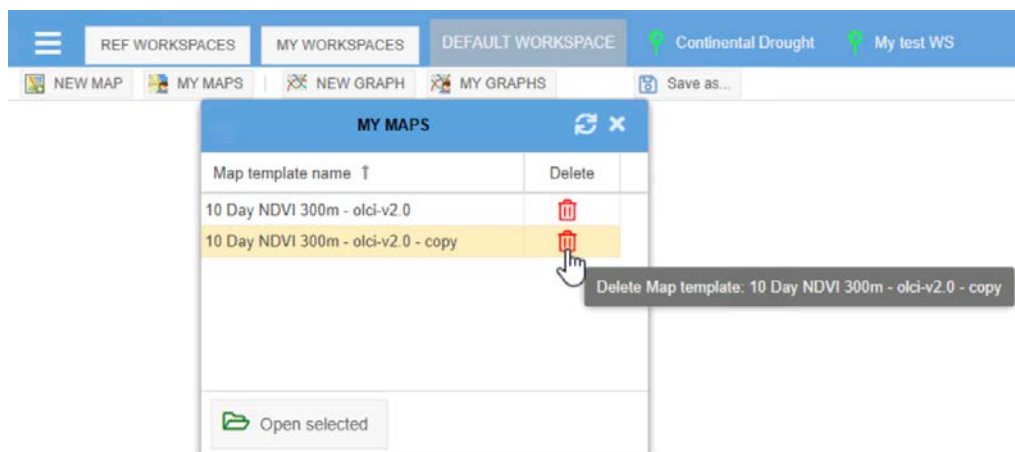 REF WORKSPACES MY WORKSPACES DEFAULT WORKSPACE Continental Drought My test WS
NEW MAP MY MAPS NEW GRAPH MY GRAPHS Save as...
MY MAPS
Map template name ↑ Delete
10 Day NDVI 300m - olci-v2.0
10 Day NDVI 300m - olci-v2.0 - copy
Delete Map template: 10 Day NDVI 300m - olci-v2.0 - copy
Open selected